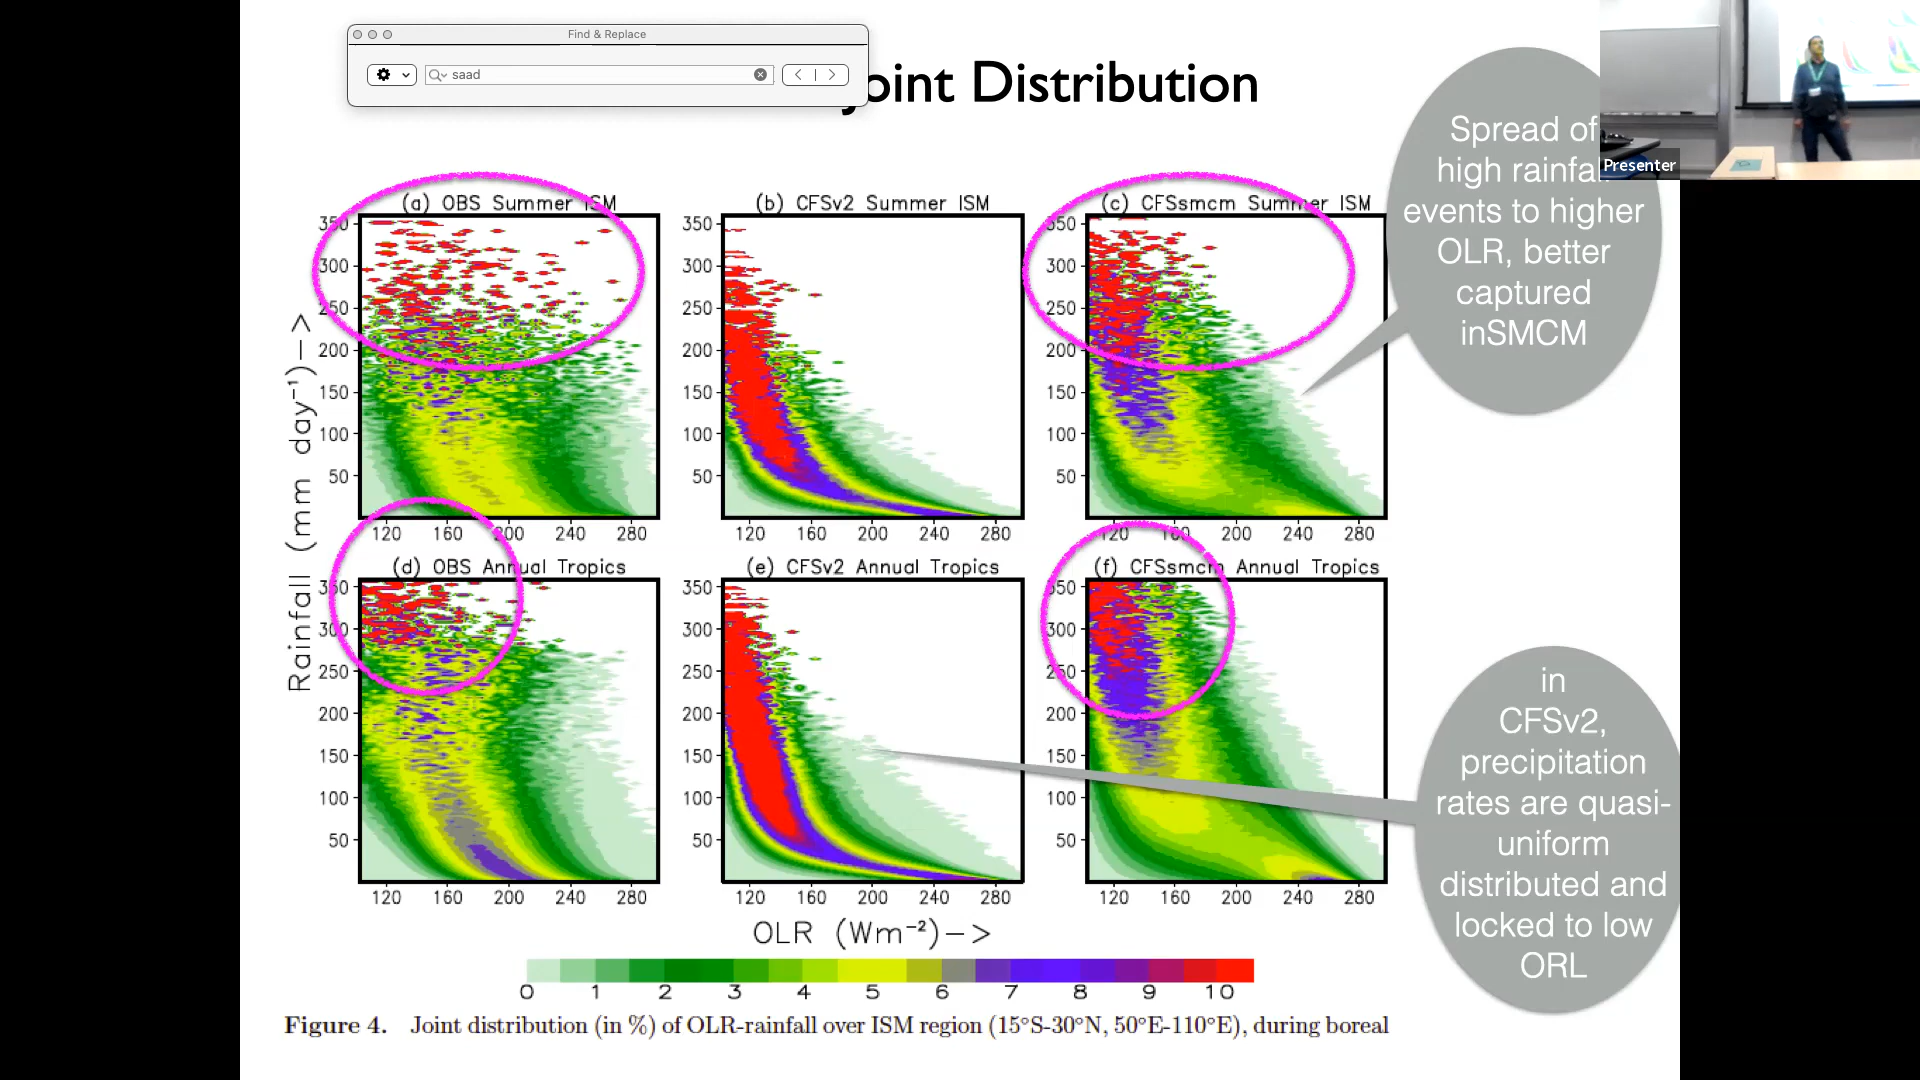 Find & Replace
saad
Joint Distribution
Presenter
Spread of
high rainfal
events to higher
OLR, better
captured
inSMCM
(a) OBS Summer ISM
(b) CFSv2 Summer ISM
(c) CFSsmcm Summer ISM
350
300
250
200
150
100
50
350
300
250
200
150
100
50
350
300
250
200
150
100
50
120 160 200 240 280
120 160 200 240 280
120 160 200 240 280
Rainfall (mm day⁻¹)—>
(d) OBS Annual Tropics
(e) CFSv2 Annual Tropics
(f) CFSsmcm Annual Tropics
350
300
250
200
150
100
50
350
300
250
200
150
100
50
350
300
250
200
150
100
50
120 160 200 240 280
120 160 200 240 280
120 160 200 240 280
OLR (Wm⁻²)—>
in
CFSv2,
precipitation
rates are quasi-
uniform
distributed and
locked to low
ORL
0 1 2 3 4 5 6 7 8 9 10
Figure 4. Joint distribution (in %) of OLR-rainfall over ISM region (15°S-30°N, 50°E-110°E), during boreal